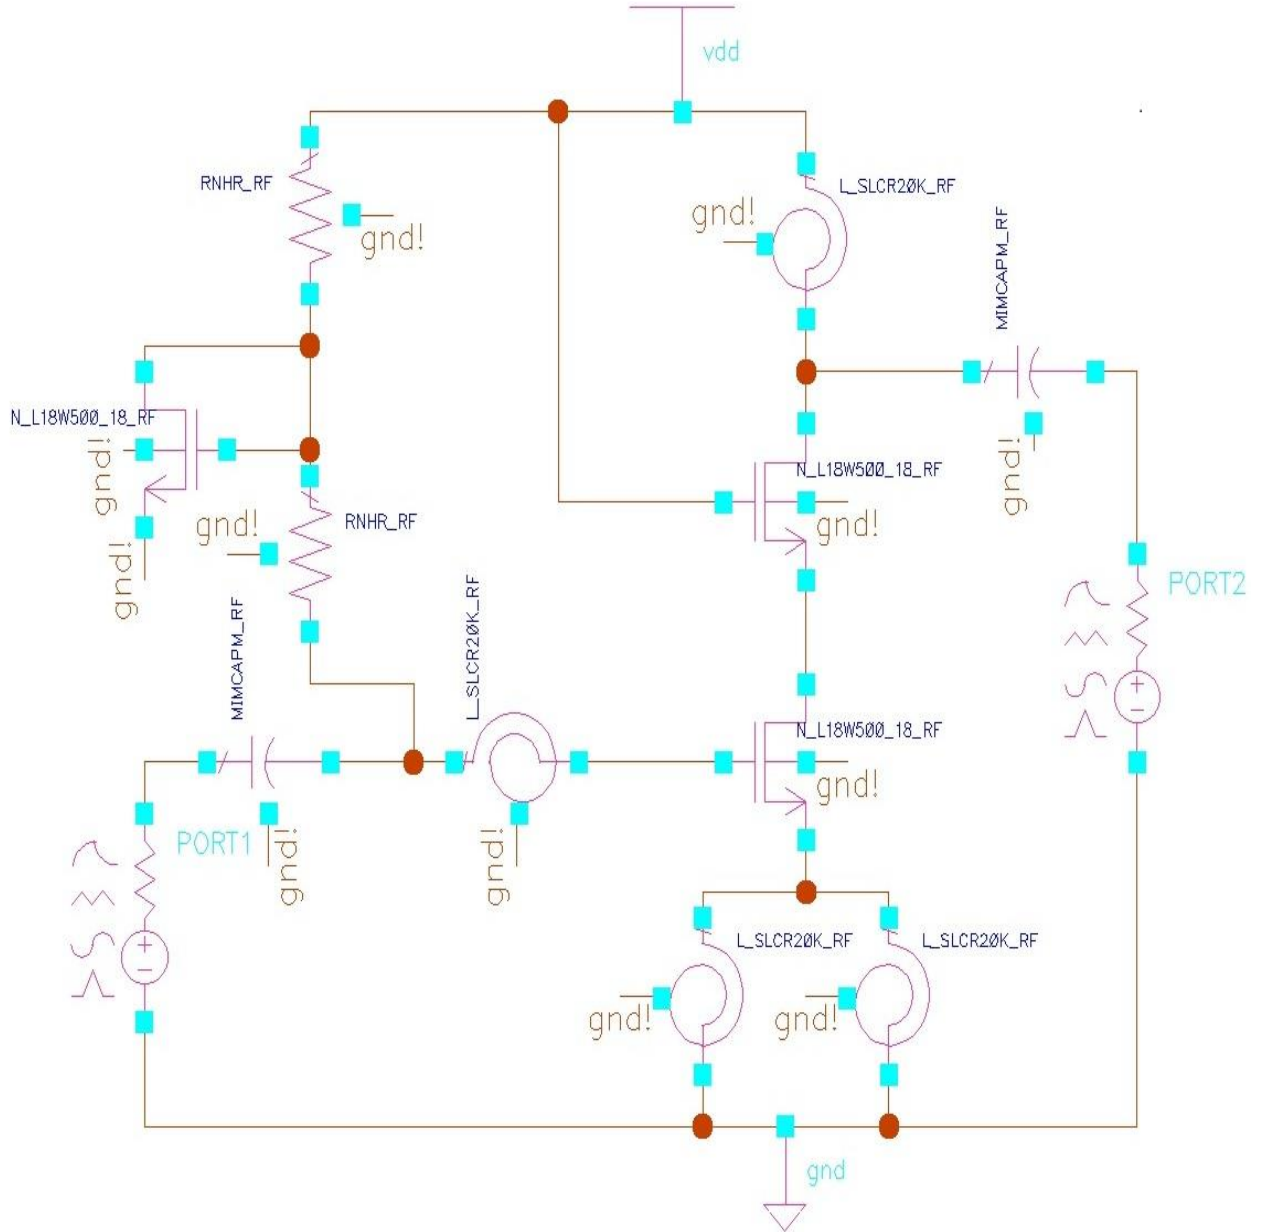 vdd
RNHR_RF
L_SLCR20K_RF
gnd!
gnd!
MIMCAPM_RF
N_L18W500_18_RF
gnd!
gnd!
gnd!
RNHR_RF
N_L18W500_18_RF
gnd!
gnd!
MIMCAPM_RF
L_SLCR20K_RF
PORT2
N_L18W500_18_RF
gnd!
PORT1
gnd!
gnd!
L_SLCR20K_RF
L_SLCR20K_RF
gnd!
gnd!
gnd